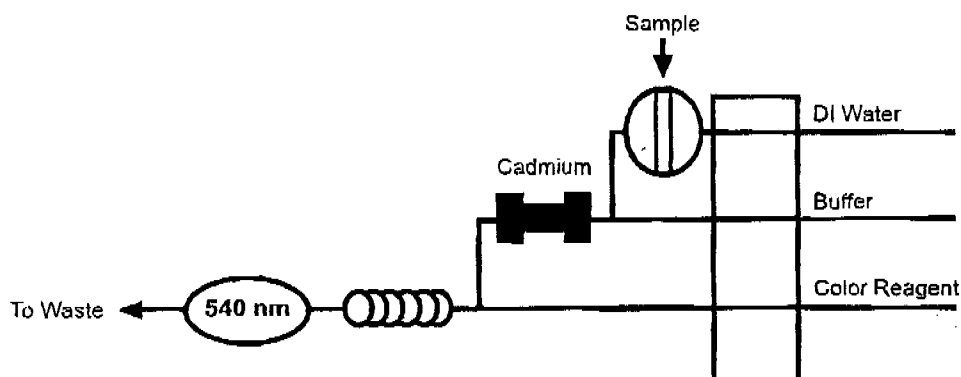 Sample
DI Water
Cadmium
Buffer
Color Reagent
To Waste
540 nm